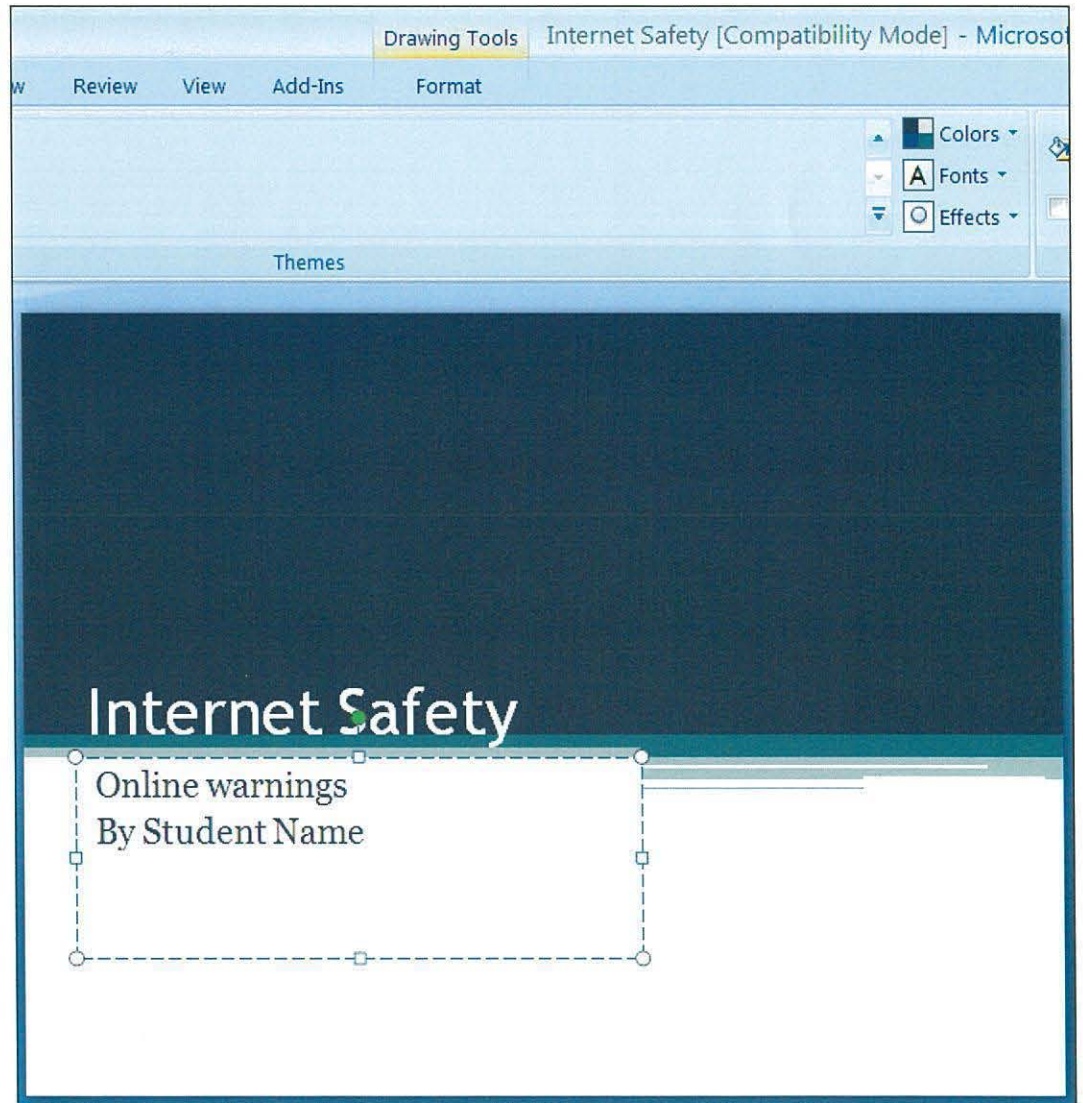 Drawing Tools Internet Safety [Compatibility Mode] - Microsof
w Review View Add-Ins Format
Colors
A Fonts
Effects
Themes
Internet Safety
Online warnings
By Student Name